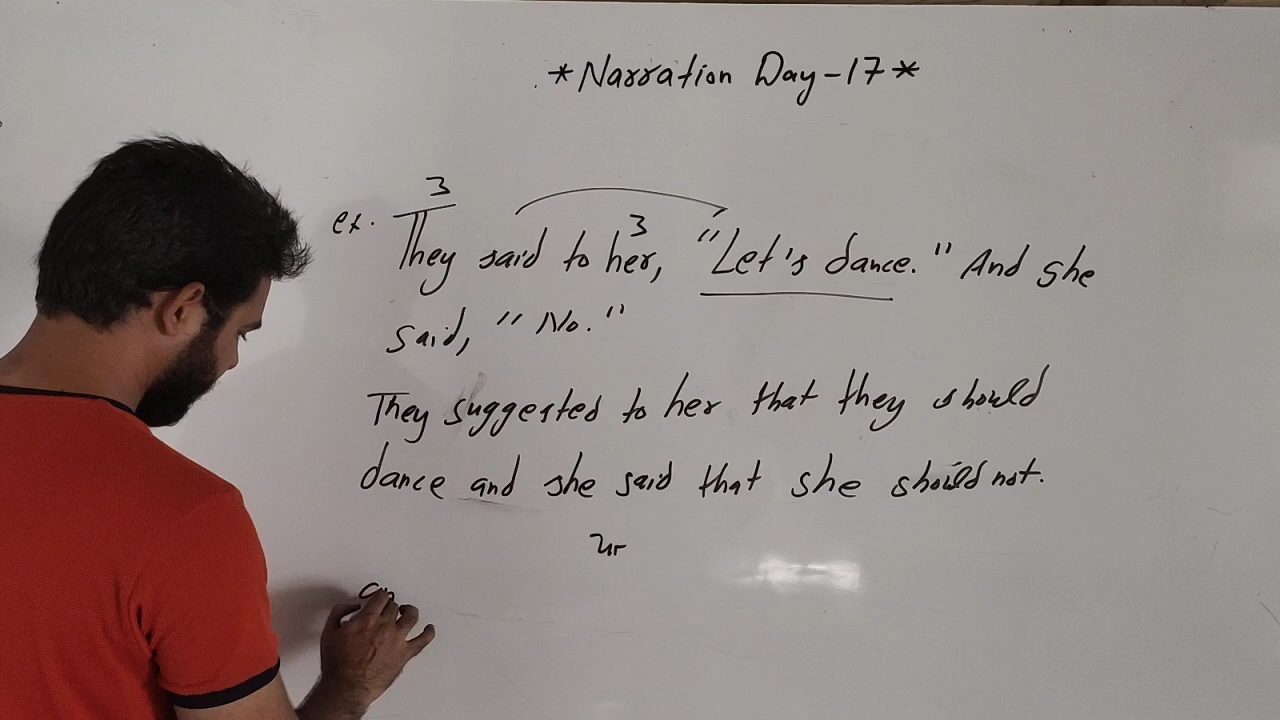 *Narration Day-17*
3
ex. They said to her, "Let's dance." And she
3
said, "No."
They suggested to her that they should
dance and she said that she should not.
या